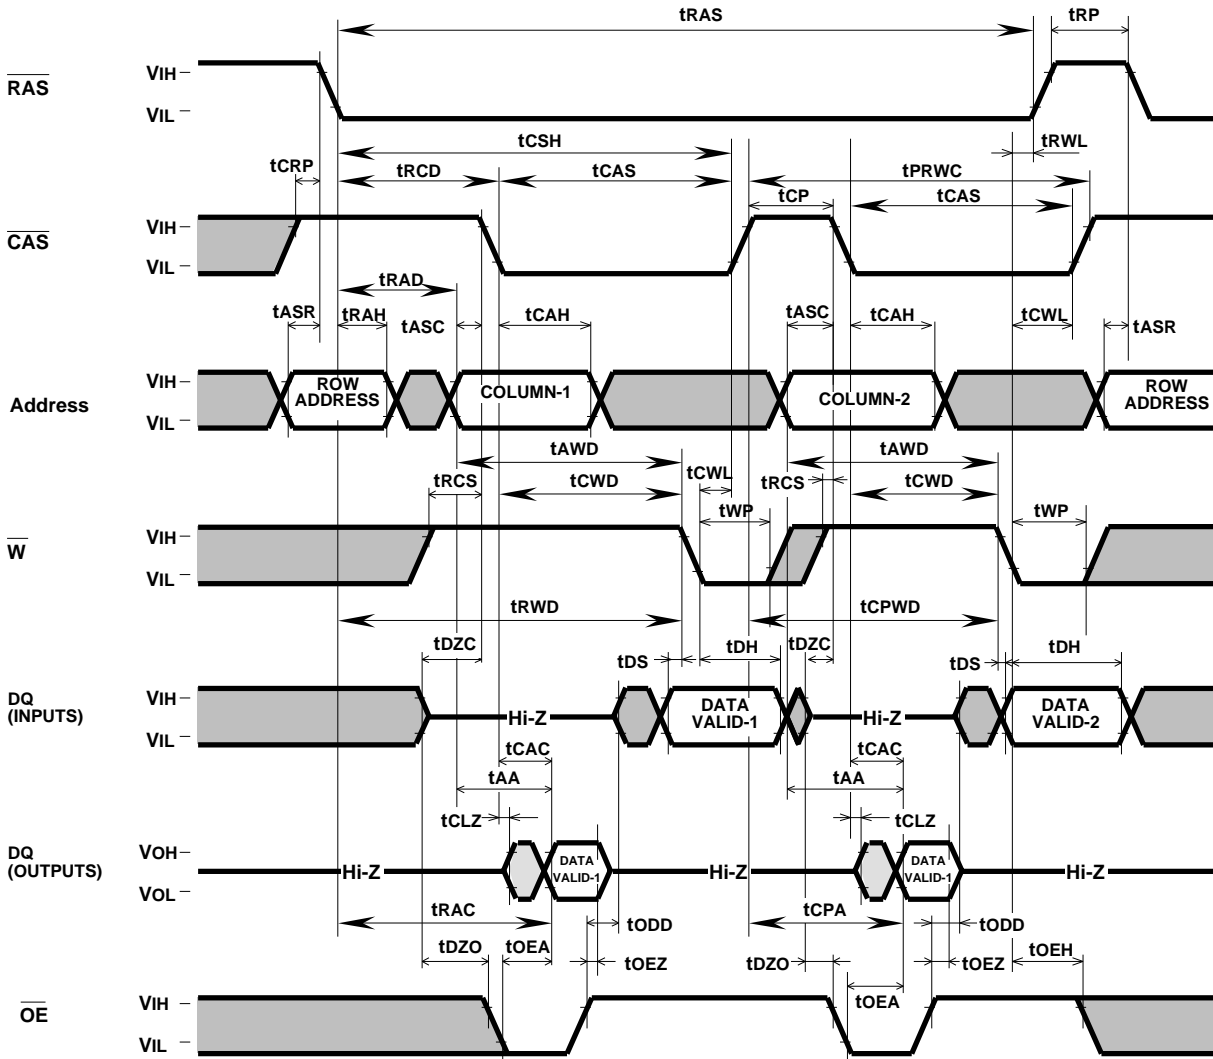 tRAS
tRP
RAS
VIH
VIL
tCSH
tRWL
tCRP
tRCD
tCAS
tPRWC
tCP
tCAS
CAS
VIH
VIL
tRAD
tASR
tRAH
tASC
tCAH
tASC
tCAH
tCWL
tASR
Address
VIH
VIL
ROW
ADDRESS
COLUMN-1
COLUMN-2
ROW
ADDRESS
tAWD
tAWD
tRCS
tCWD
tCWL
tRCS
tCWD
tWP
tWP
W
VIH
VIL
tRWD
tCPWD
tDZC
tDS
tDH
tDZC
tDS
tDH
DQ
(INPUTS)
VIH
VIL
Hi-Z
DATA
VALID-1
Hi-Z
DATA
VALID-2
tCAC
tCAC
tAA
tAA
tCLZ
tCLZ
DQ
(OUTPUTS)
VOH
VOL
Hi-Z
DATA
VALID-1
Hi-Z
DATA
VALID-1
Hi-Z
tRAC
tCPA
tODD
tODD
tDZO
tOEA
tOEZ
tDZO
tOEA
tOEZ
tOEH
OE
VIH
VIL